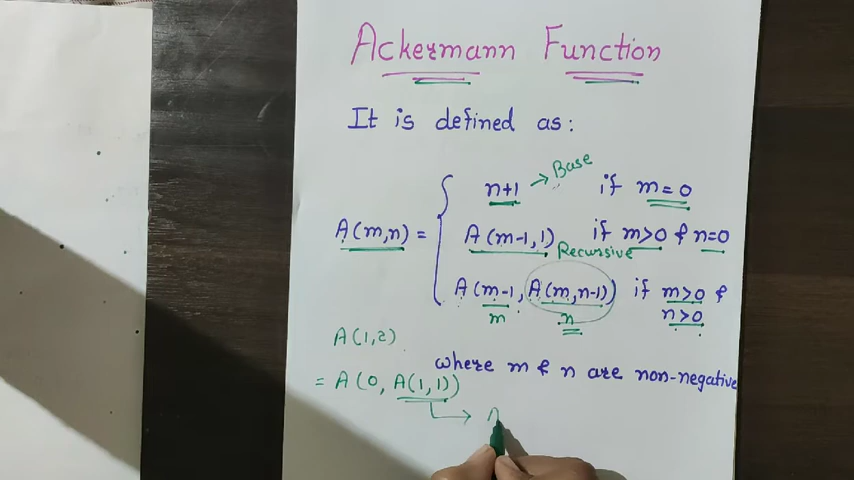 Ackermann Function
It is defined as:
n+1 → Base if m=0
A(m,n) = { A(m-1,1) if m>0 & n=0
Recursive
A(m-1, A(m,n-1)) if m>0 &
m n n>0
A(1,2)
where m & n are non-negative
= A(0, A(1,1))
→ n